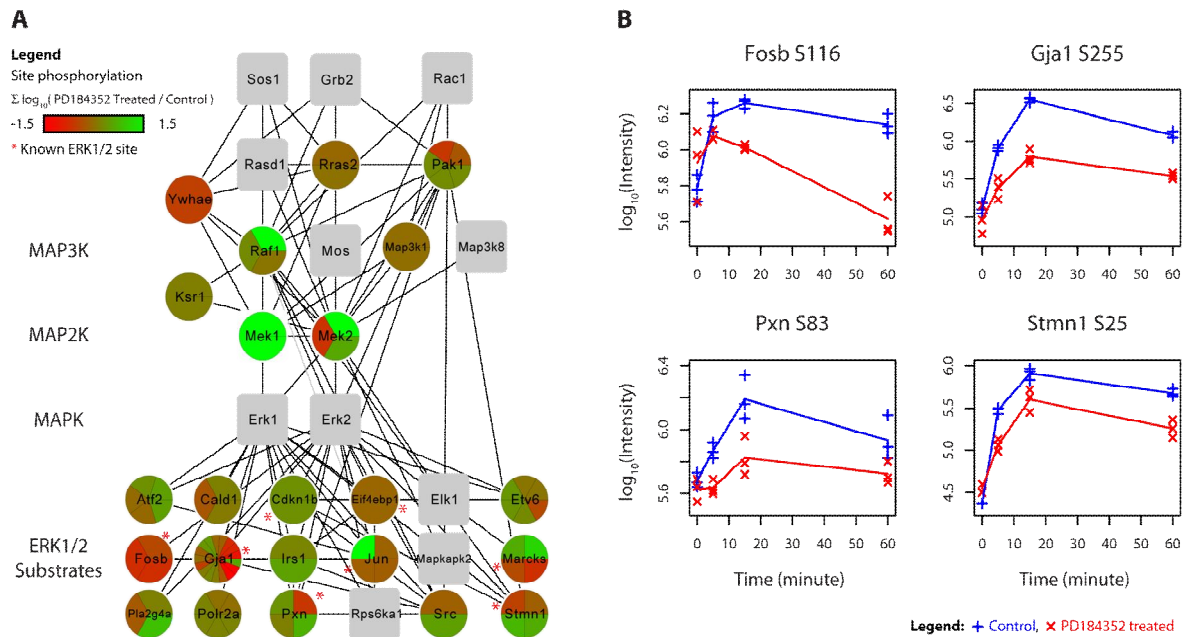 A
Legend
Site phosphorylation
Σ log10( PD184352 Treated / Control )
-1.5 1.5
* Known ERK1/2 site
Sos1 Grb2 Rac1
Rasd1 Rras2 Pak1
Ywhae
MAP3K Raf1 Mos Map3k1 Map3k8
Ksr1
MAP2K Mek1 Mek2
MAPK Erk1 Erk2
Atf2 Cald1 Cdkn1b Eif4ebp1 Elk1 Etv6
* *
ERK1/2
Substrates
* * * *
Fosb Gja1 Irs1 Jun Mapkapk2 Marcks
* * *
Pla2g4a Polr2a Pxn Rps6ka1 Src Stmn1
B
Fosb S116
log10(Intensity)
6.2
6.0
5.8
5.6
0 10 20 30 40 50 60
Gja1 S255
6.5
6.0
5.5
5.0
0 10 20 30 40 50 60
Pxn S83
log10(Intensity)
6.4
6.0
5.6
0 10 20 30 40 50 60
Time (minute)
Stmn1 S25
6.0
5.5
5.0
4.5
0 10 20 30 40 50 60
Time (minute)
Legend: + Control, × PD184352 treated